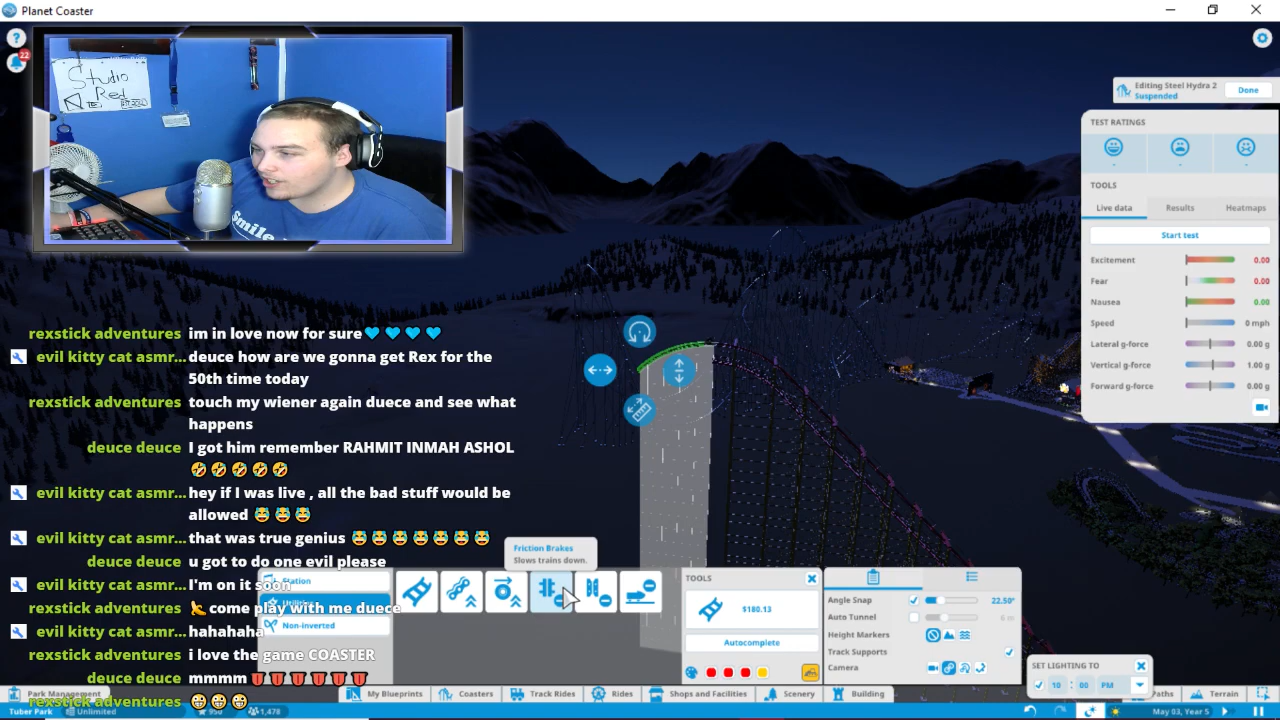 Planet Coaster
22
Studio
Red
Smile
Editing Steel Hydra 2
Suspended
Done
TEST RATINGS
- - -
TOOLS
Live data Results Heatmaps
Start test
Excitement 0.00
Fear 0.00
Nausea 0.00
Speed 0 mph
Lateral g-force 0.00 g
Vertical g-force 1.00 g
Forward g-force 0.00 g
rexstick adventures im in love now for sure💙💙💙💙
evil kitty cat asmr... deuce how are we gonna get Rex for the
50th time today
rexstick adventures touch my wiener again duece and see what
happens
deuce deuce I got him remember RAHMIT INMAH ASHOL
🤣🤣🤣🤣🤣
evil kitty cat asmr... hey if I was live , all the bad stuff would be
allowed 😅😅😅
evil kitty cat asmr... that was true genius 😅😅😅😅😅😅😅
deuce deuce u got to do one evil please
evil kitty cat asmr... I'm on it soon
rexstick adventures come play with me duece
evil kitty cat asmr... hahahaha
rexstick adventures i love the game COASTER
deuce deuce mmmm 👅👅👅👅👅👅
rexstick adventures 😁😁😁
Friction Brakes
Slows trains down.
Station
Non-inverted
TOOLS
$180.13
Autocomplete
Angle Snap 22.50°
Auto Tunnel 6 m
Height Markers
Track Supports
Camera
SET LIGHTING TO
10 : 00 PM
Park Management My Blueprints Coasters Track Rides Rides Shops and Facilities Scenery Building Paths Terrain
Tuber Park Unlimited 950 1,478 May 03, Year 5